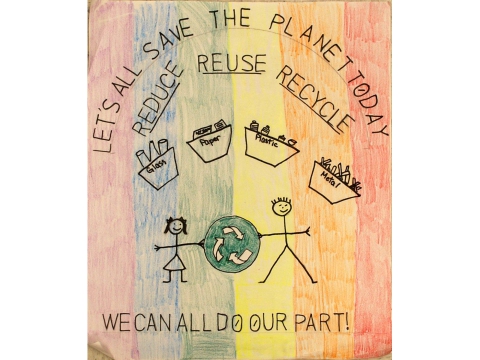 LET'S ALL SAVE THE PLANET TODAY
REDUCE REUSE RECYCLE
Glass
Paper
Plastic
Metal
WE CAN ALL DO OUR PART!